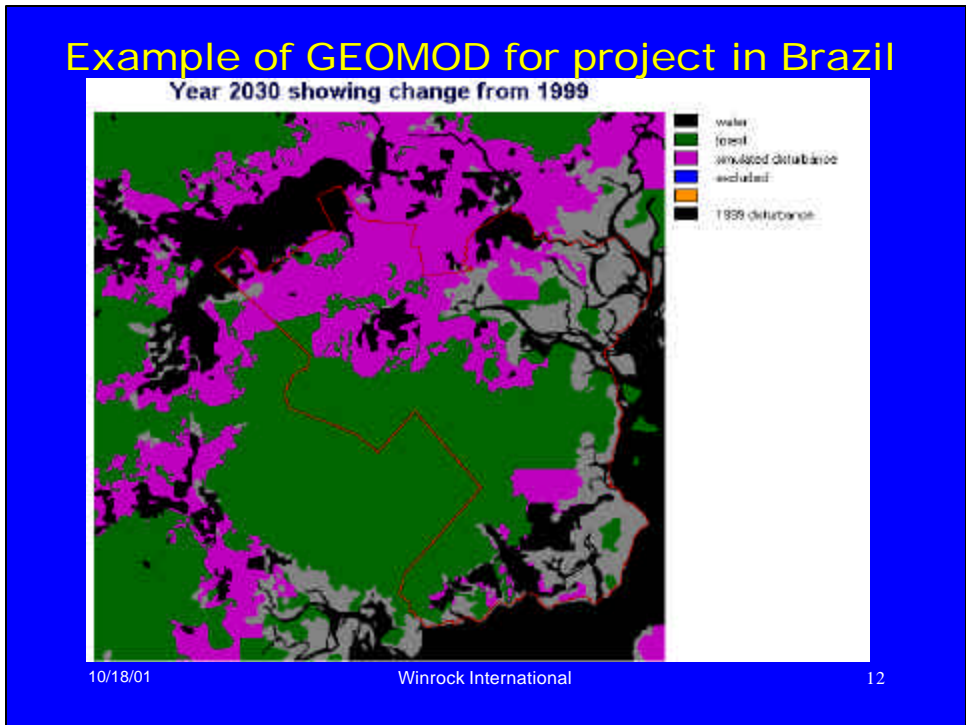 Example of GEOMOD for project in Brazil
Year 2030 showing change from 1999
water
forest
simulated disturbance
excluded
1999 disturbance
10/18/01
Winrock International
12